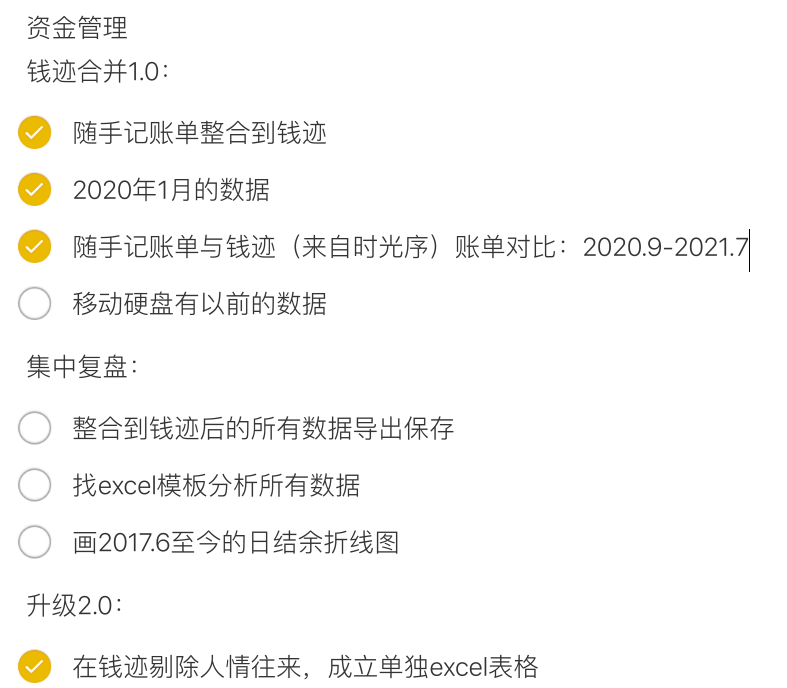 资金管理
钱迹合并1.0：
随手记账单整合到钱迹
2020年1月的数据
随手记账单与钱迹（来自时光序）账单对比：2020.9-2021.7
移动硬盘有以前的数据
集中复盘：
整合到钱迹后的所有数据导出保存
找excel模板分析所有数据
画2017.6至今的日结余折线图
升级2.0：
在钱迹剔除人情往来，成立单独excel表格